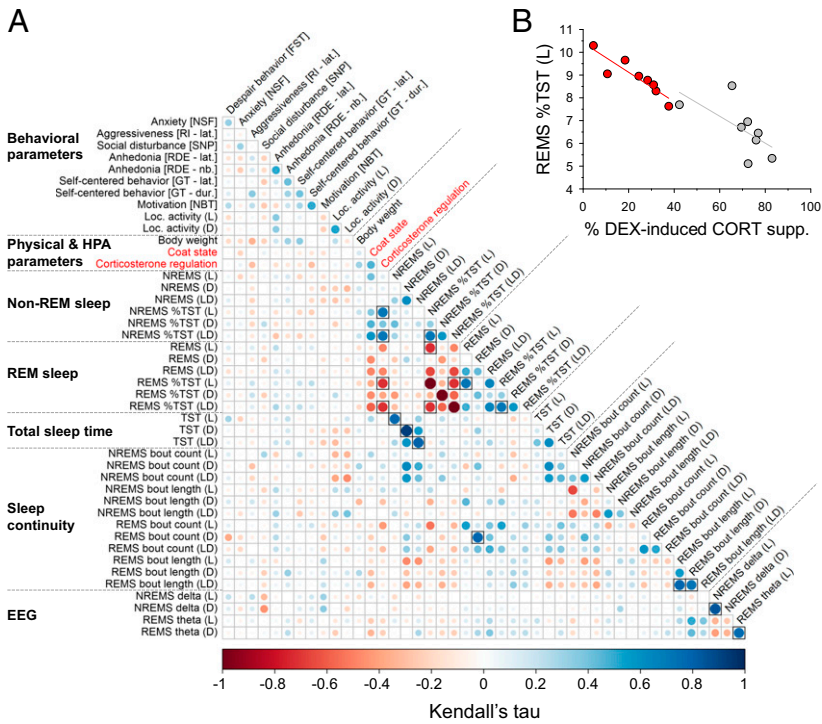 A
B
Despair behavior [FST]
Anxiety [NSF]
Aggressiveness [RI - lat.]
Social disturbance [SNP]
Anhedonia [RDE - lat.]
Anhedonia [RDE - nb.]
Self-centered behavior [GT - lat.]
Self-centered behavior [GT - dur.]
Motivation [NBT]
Loc. activity (L)
Loc. activity (D)
Body weight
Coat state
Corticosterone regulation
NREMS (L)
NREMS (D)
NREMS (LD)
NREMS %TST (L)
NREMS %TST (D)
NREMS %TST (LD)
REMS (L)
REMS (D)
REMS (LD)
REMS %TST (L)
REMS %TST (D)
REMS %TST (LD)
TST (L)
TST (D)
TST (LD)
NREMS bout count (L)
NREMS bout count (D)
NREMS bout count (LD)
NREMS bout length (L)
NREMS bout length (D)
NREMS bout length (LD)
REMS bout count (L)
REMS bout count (D)
REMS bout count (LD)
REMS bout length (L)
REMS bout length (D)
REMS bout length (LD)
NREMS delta (L)
NREMS delta (D)
REMS theta (L)
Behavioral
parameters
Anxiety [NSF]
Aggressiveness [RI - lat.]
Social disturbance [SNP]
Anhedonia [RDE - lat.]
Anhedonia [RDE - nb.]
Self-centered behavior [GT - lat.]
Self-centered behavior [GT - dur.]
Motivation [NBT]
Loc. activity (L)
Loc. activity (D)
Physical & HPA
parameters
Body weight
Coat state
Corticosterone regulation
Non-REM sleep
NREMS (L)
NREMS (D)
NREMS (LD)
NREMS %TST (L)
NREMS %TST (D)
NREMS %TST (LD)
REM sleep
REMS (L)
REMS (D)
REMS (LD)
REMS %TST (L)
REMS %TST (D)
REMS %TST (LD)
Total sleep time
TST (L)
TST (D)
TST (LD)
Sleep
continuity
NREMS bout count (L)
NREMS bout count (D)
NREMS bout count (LD)
NREMS bout length (L)
NREMS bout length (D)
NREMS bout length (LD)
REMS bout count (L)
REMS bout count (D)
REMS bout count (LD)
REMS bout length (L)
REMS bout length (D)
REMS bout length (LD)
EEG
NREMS delta (L)
NREMS delta (D)
REMS theta (L)
REMS theta (D)
-1 -0.8 -0.6 -0.4 -0.2 0 0.2 0.4 0.6 0.8 1
Kendall's tau
REMS %TST (L)
11
10
9
8
7
6
5
4
0 20 40 60 80 100
% DEX-induced CORT supp.